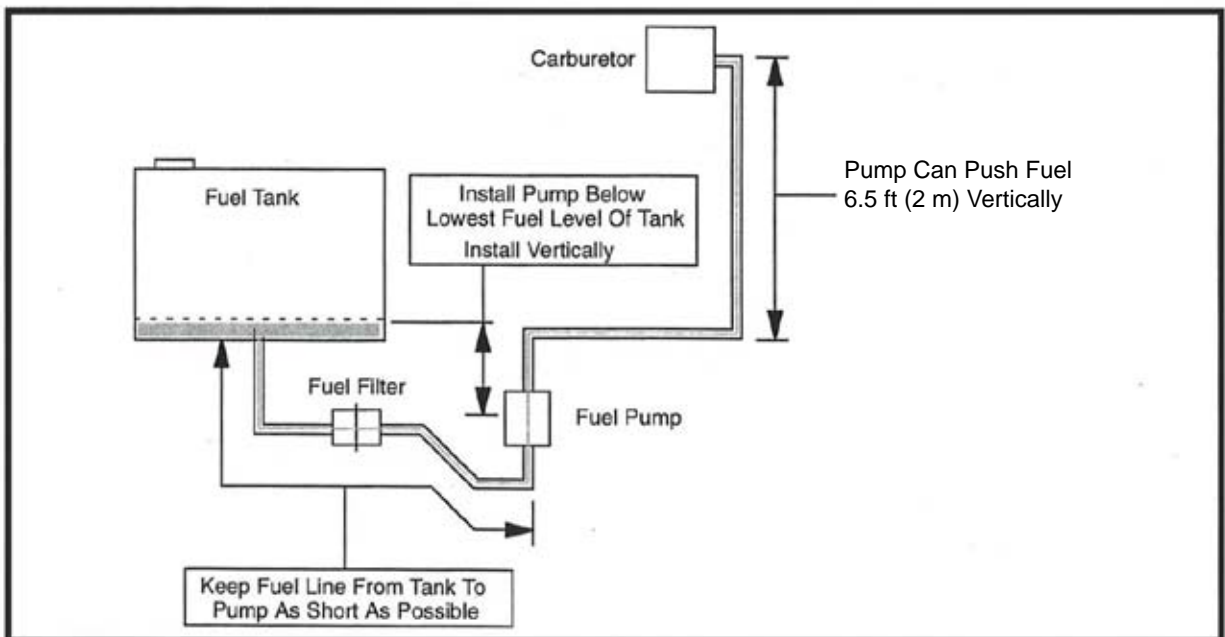 Carburetor
Pump Can Push Fuel
6.5 ft (2 m) Vertically
Fuel Tank
Install Pump Below
Lowest Fuel Level Of Tank
Install Vertically
Fuel Filter
Fuel Pump
Keep Fuel Line From Tank To
Pump As Short As Possible